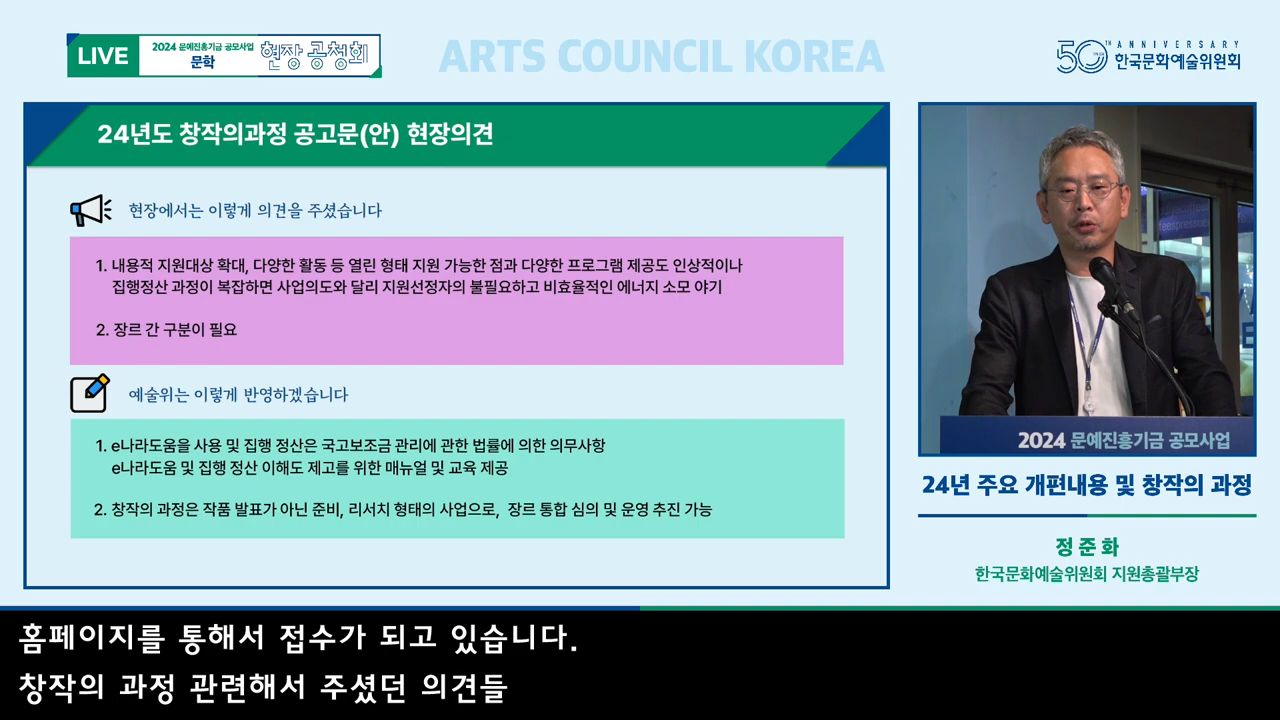 LIVE
2024 문예진흥기금 공모사업
문학
현장 공청회
ARTS COUNCIL KOREA
50TH ANNIVERSARY
한국문화예술위원회
24년도 창작의과정 공고문(안) 현장의견
현장에서는 이렇게 의견을 주셨습니다
1. 내용적 지원대상 확대, 다양한 활동 등 열린 형태 지원 가능한 점과 다양한 프로그램 제공도 인상적이나
집행정산 과정이 복잡하면 사업의도와 달리 지원선정자의 불필요하고 비효율적인 에너지 소모 야기
2. 장르 간 구분이 필요
예술위는 이렇게 반영하겠습니다
1. e나라도움을 사용 및 집행 정산은 국고보조금 관리에 관한 법률에 의한 의무사항
e나라도움 및 집행 정산 이해도 제고를 위한 매뉴얼 및 교육 제공
2. 창작의 과정은 작품 발표가 아닌 준비, 리서치 형태의 사업으로, 장르 통합 심의 및 운영 추진 가능
2024 문예진흥기금 공모사업
24년 주요 개편내용 및 창작의 과정
정준화
한국문화예술위원회 지원총괄부장
홈페이지를 통해서 접수가 되고 있습니다.
창작의 과정 관련해서 주셨던 의견들